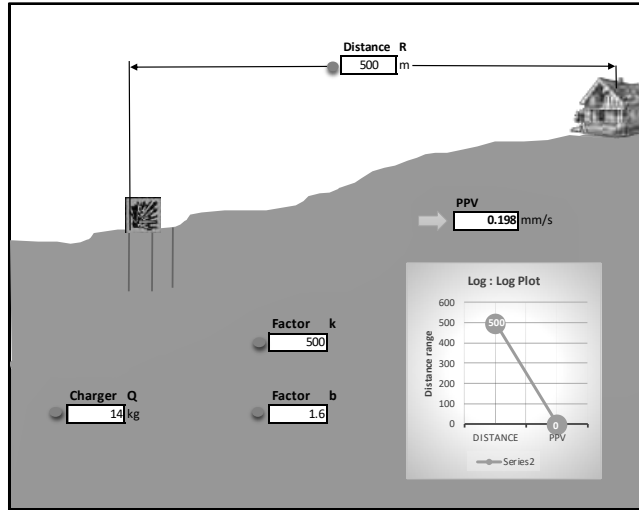 Distance R
500 m
PPV
0.198 mm/s
Log : Log Plot
Distance range
600
500
400
300
200
100
0
500
0
DISTANCE PPV
Series2
Factor k
500
Charger Q
14 kg
Factor b
1.6